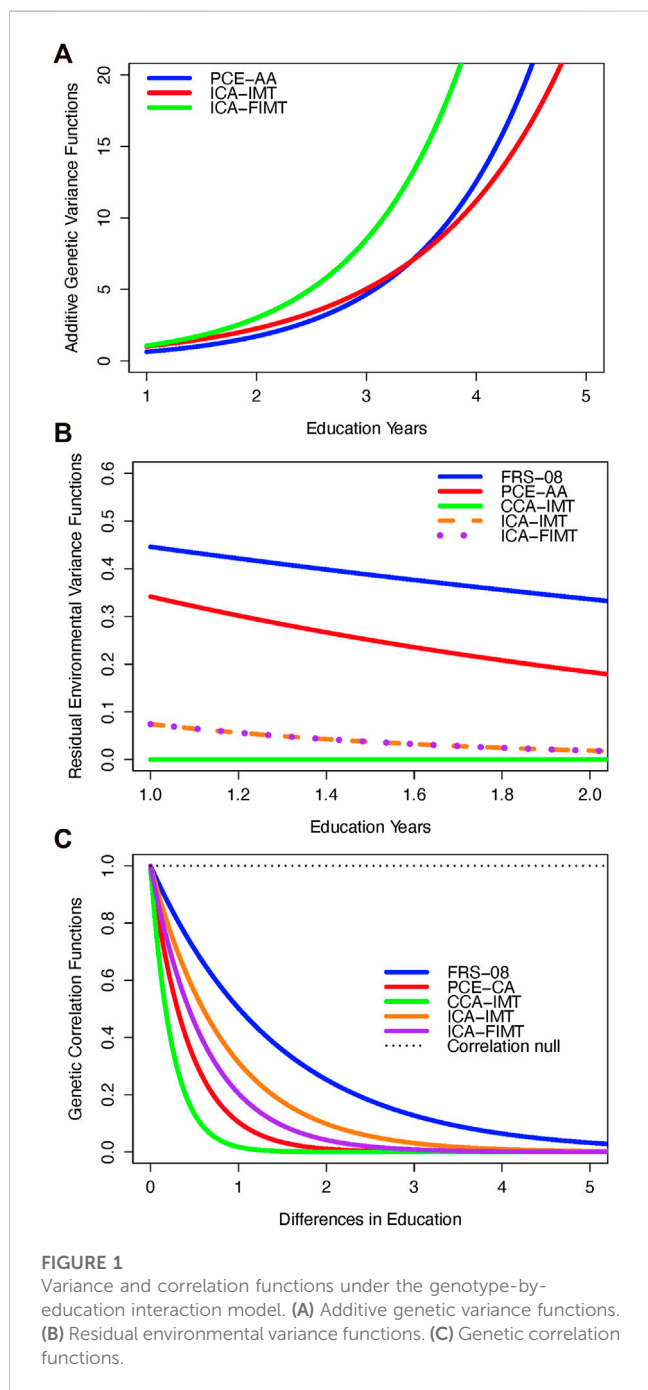 A
PCE-AA
ICA-IMT
ICA-FIMT
Additive Genetic Variance Functions
20
15
10
5
0
1 2 3 4 5
Education Years
B
FRS-08
PCE-AA
CCA-IMT
ICA-IMT
ICA-FIMT
Residual Environmental Variance Functions
0.6
0.5
0.4
0.3
0.2
0.1
0.0
1.0 1.2 1.4 1.6 1.8 2.0
Education Years
C
FRS-08
PCE-CA
CCA-IMT
ICA-IMT
ICA-FIMT
Correlation null
Genetic Correlation Functions
1.0
0.8
0.6
0.4
0.2
0.0
0 1 2 3 4 5
Differences in Education
FIGURE 1
Variance and correlation functions under the genotype-by-
education interaction model. (A) Additive genetic variance functions.
(B) Residual environmental variance functions. (C) Genetic correlation
functions.